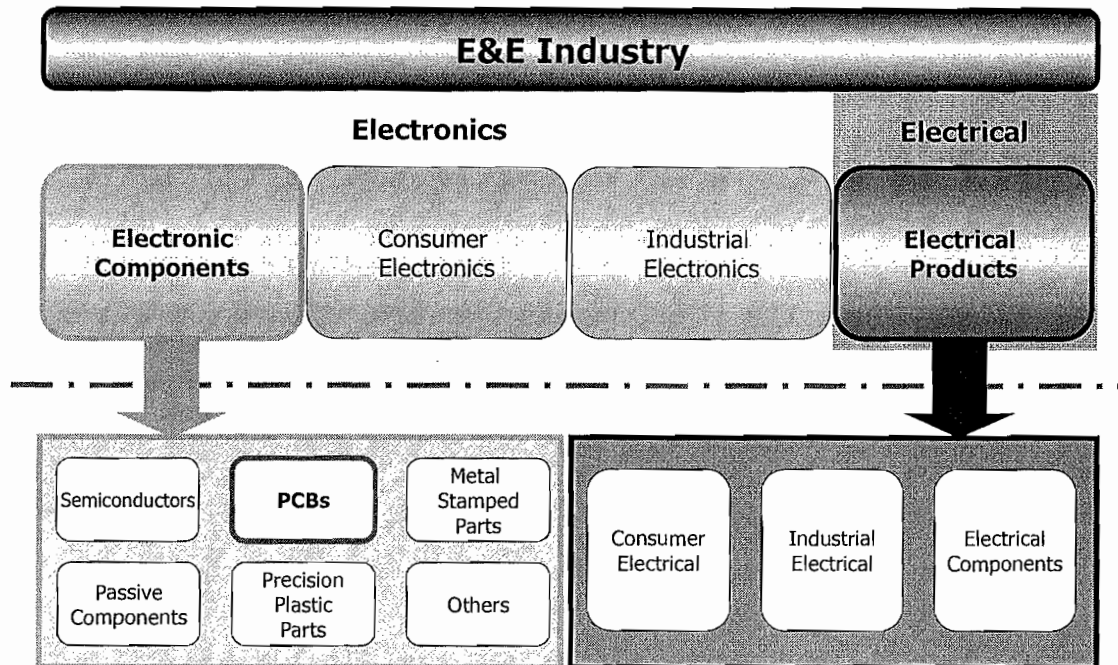 E&E Industry
Electronics
Electrical
Electronic
Components
Consumer
Electronics
Industrial
Electronics
Electrical
Products
Semiconductors
PCBs
Metal
Stamped
Parts
Passive
Components
Precision
Plastic
Parts
Others
Consumer
Electrical
Industrial
Electrical
Electrical
Components